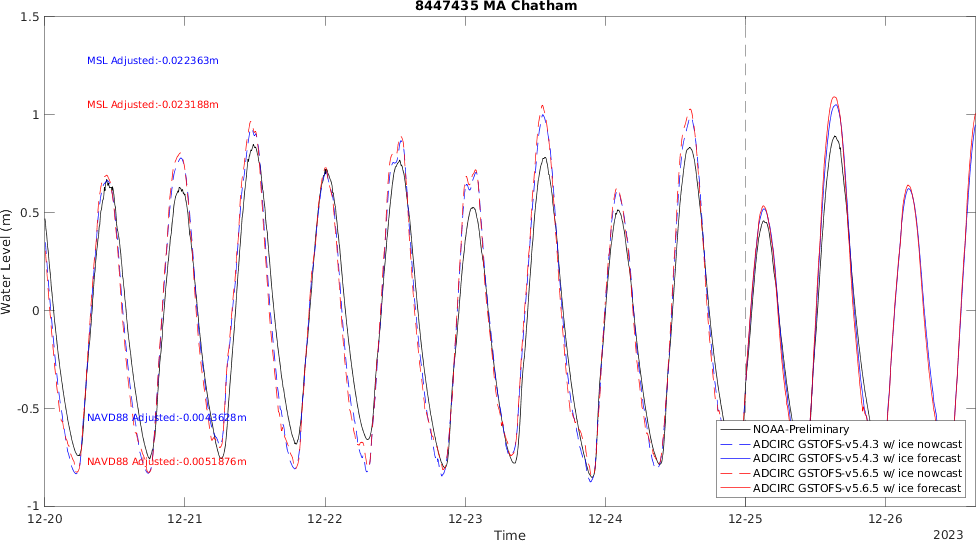 8447435 MA Chatham
1.5
MSL Adjusted:-0.022363m
MSL Adjusted:-0.023188m
1
0.5
0
-0.5
-1
Water Level (m)
NAVD88 Adjusted:-0.0043628m
NAVD88 Adjusted:-0.0051876m
NOAA-Preliminary
ADCIRC GSTOFS-v5.4.3 w/ ice nowcast
ADCIRC GSTOFS-v5.4.3 w/ ice forecast
ADCIRC GSTOFS-v5.6.5 w/ ice nowcast
ADCIRC GSTOFS-v5.6.5 w/ ice forecast
12-20 12-21 12-22 12-23 12-24 12-25 12-26
Time
2023